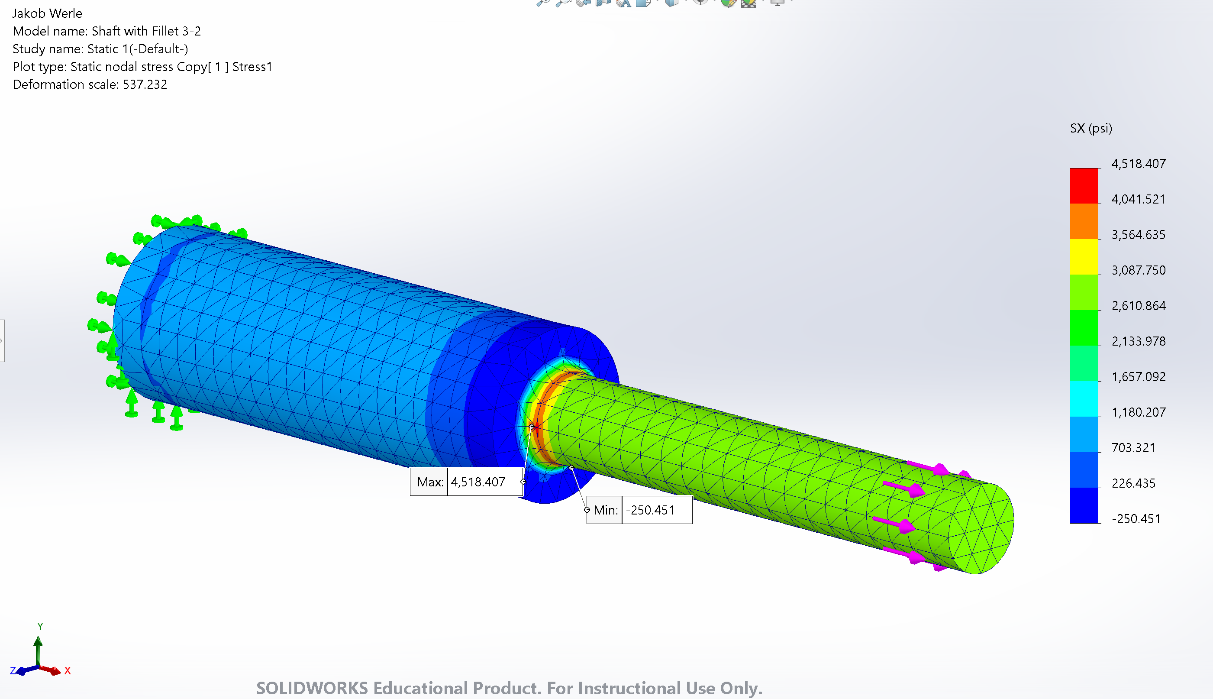 Jakob Werle
Model name: Shaft with Fillet 3-2
Study name: Static 1(-Default-)
Plot type: Static nodal stress Copy[ 1 ] Stress1
Deformation scale: 537.232
SX (psi)
4,518.407
4,041.521
3,564.635
3,087.750
2,610.864
2,133.978
1,657.092
1,180.207
703.321
226.435
-250.451
Max: 4,518.407
Min: -250.451
Y
Z
X
SOLIDWORKS Educational Product. For Instructional Use Only.